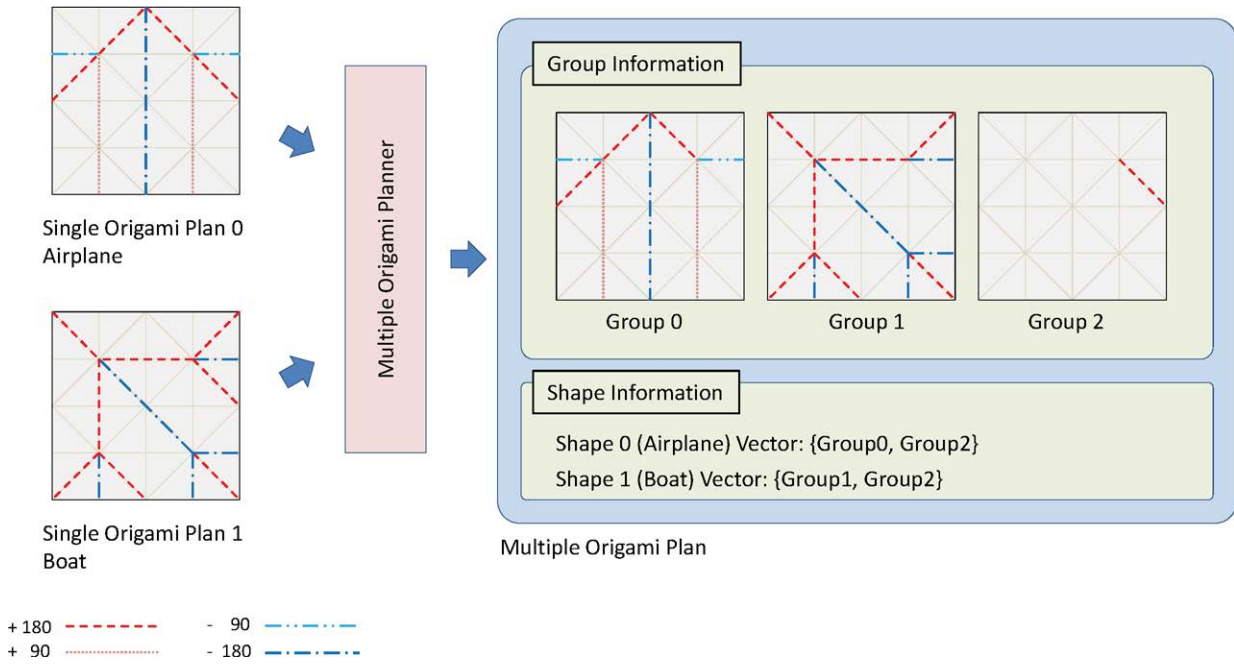 Single Origami Plan 0
Airplane
Single Origami Plan 1
Boat
Multiple Origami Planner
Group Information
Group 0
Group 1
Group 2
Shape Information
Shape 0 (Airplane) Vector: {Group0, Group2}
Shape 1 (Boat) Vector: {Group1, Group2}
Multiple Origami Plan
+ 180
- 90
+ 90
- 180